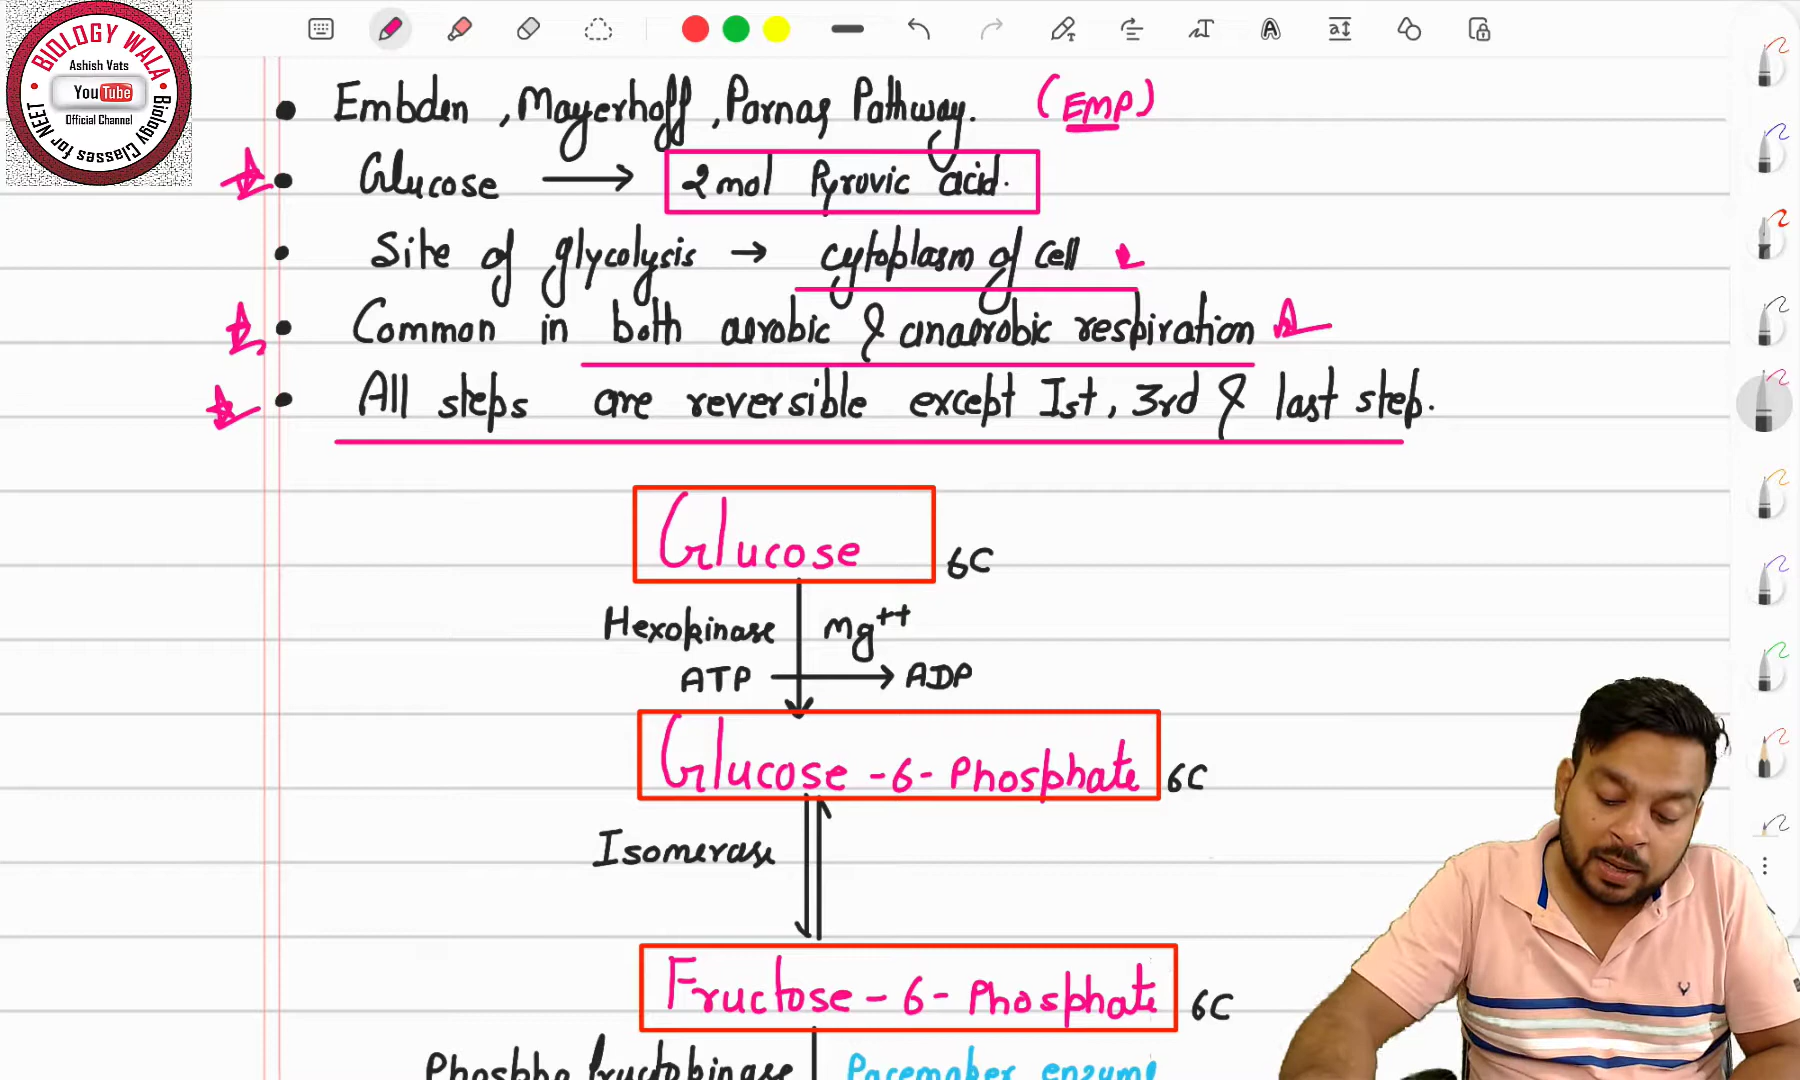 BIOLOGY WALA
Ashish Vats
YouTube
Official Channel
Biology Classes for NEET
• Embden , Mayerhoff , Parnas Pathway. (EMP)
• Glucose → 2 mol Pyruvic acid.
• Site of glycolysis → cytoplasm of cell
• Common in both aerobic & anaerobic respiration
• All steps are reversible except Ist, 3rd & last step.
Glucose 6C
Hexokinase Mg++
ATP → ADP
Glucose - 6 - Phosphate 6C
Isomerase
Fructose - 6 - Phosphate 6C
Phospho fructokinase Pacemaker enzyme